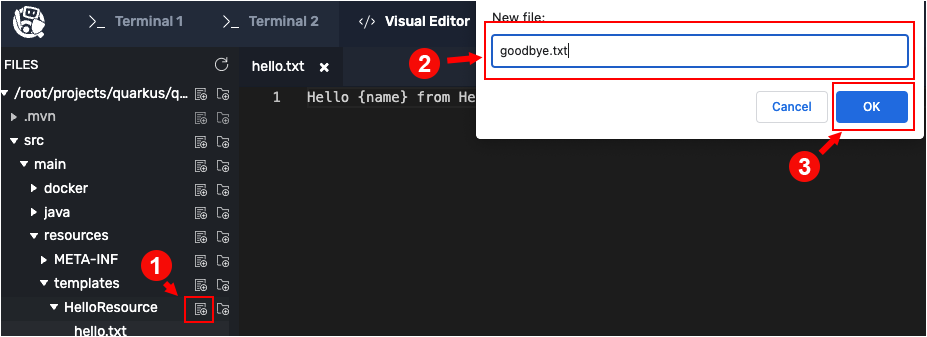 Terminal 1
Terminal 2
Visual Editor
New file:
goodbye.txt
2
Cancel
OK
3
FILES
hello.txt
/root/projects/quarkus/q...
1 Hello {name} from He
.mvn
src
main
docker
java
resources
META-INF
templates
1
HelloResource
hello.txt